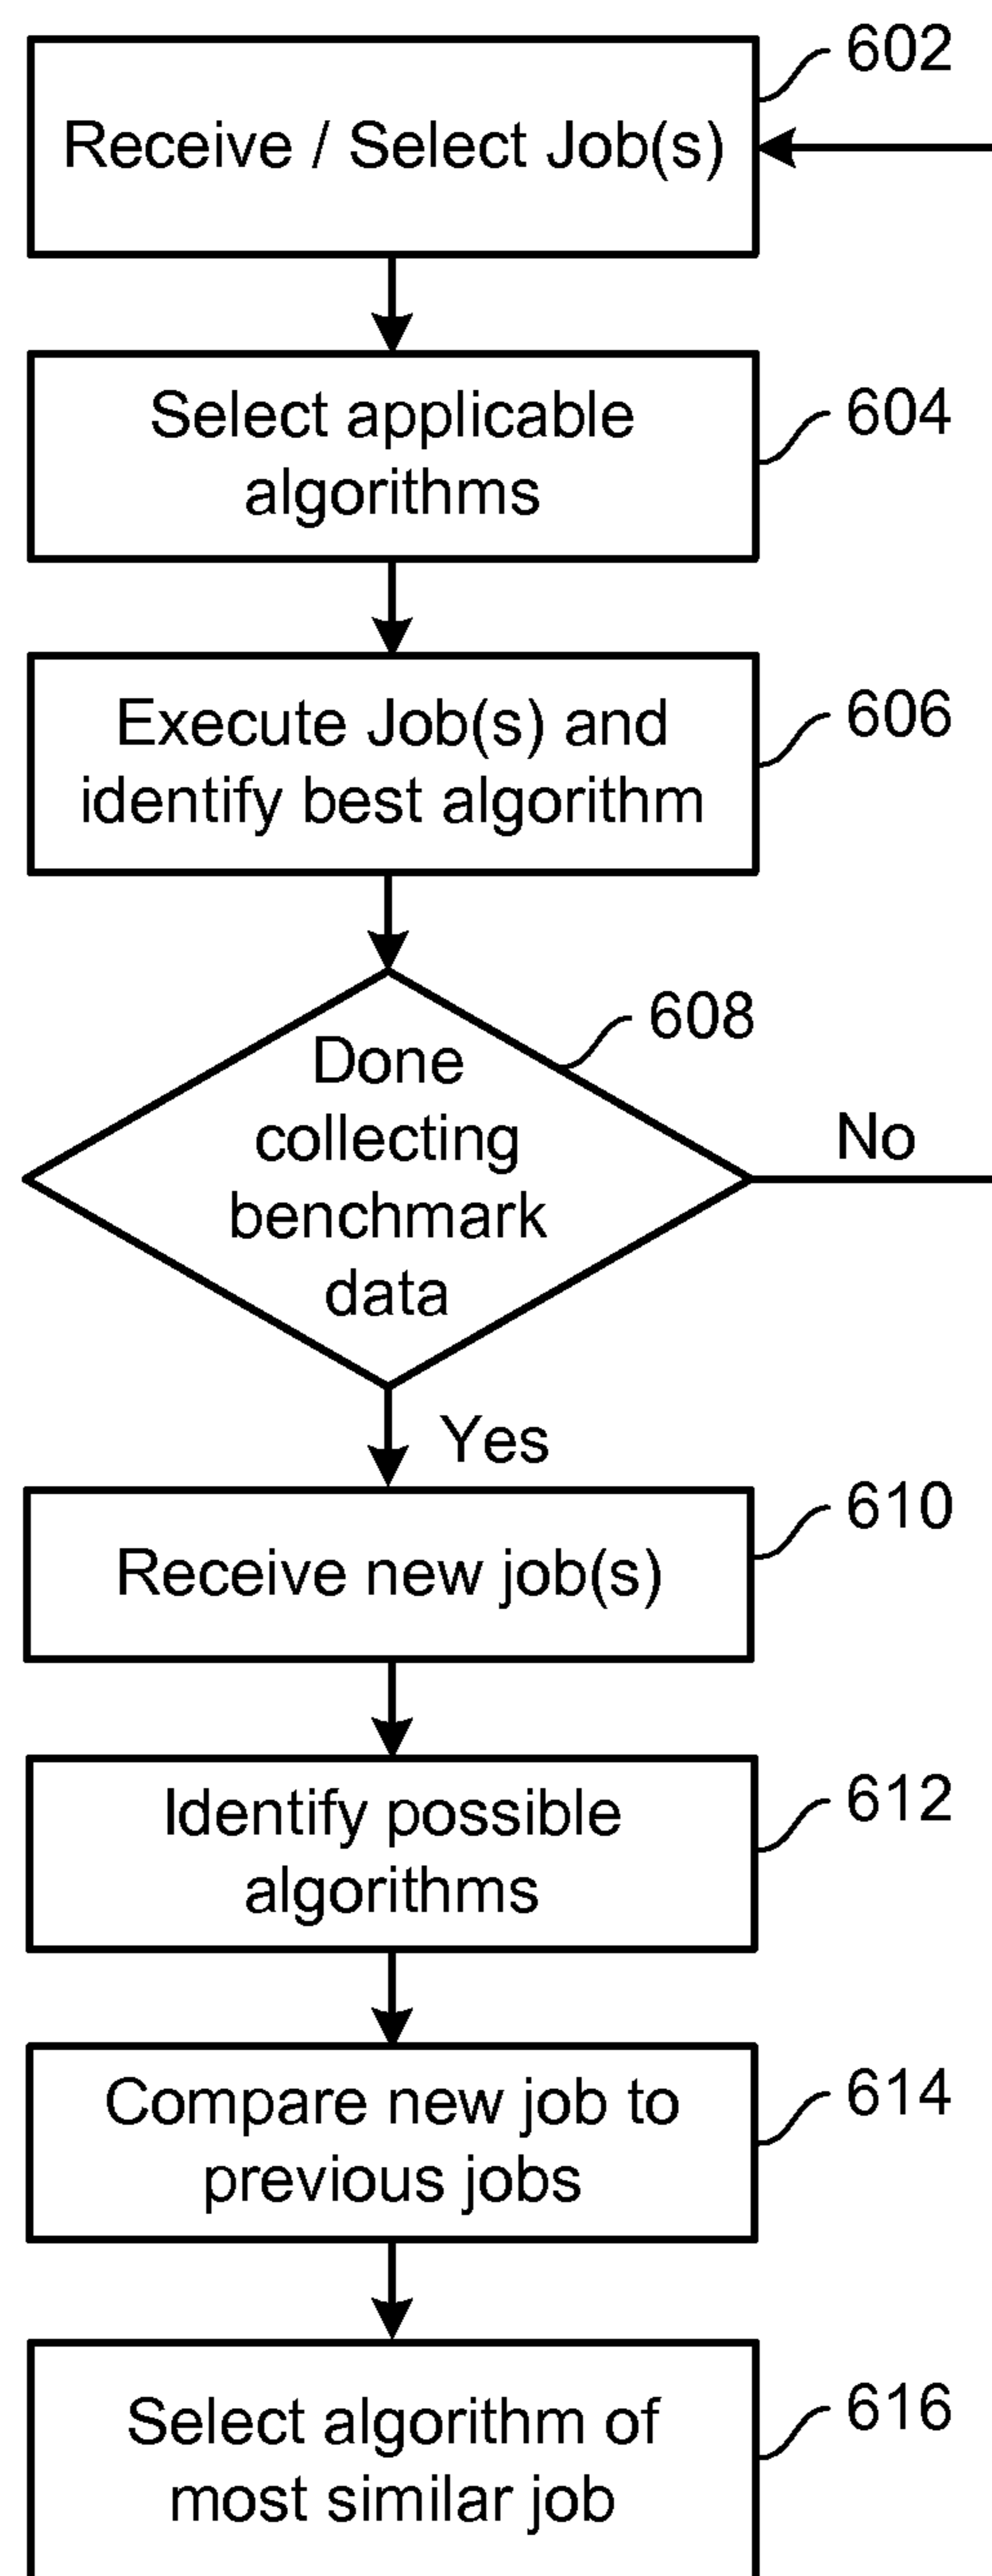 602
Receive / Select Job(s)
604
Select applicable
algorithms
606
Execute Job(s) and
identify best algorithm
608
Done
collecting
benchmark
data
No
Yes
610
Receive new job(s)
612
Identify possible
algorithms
614
Compare new job to
previous jobs
616
Select algorithm of
most similar job